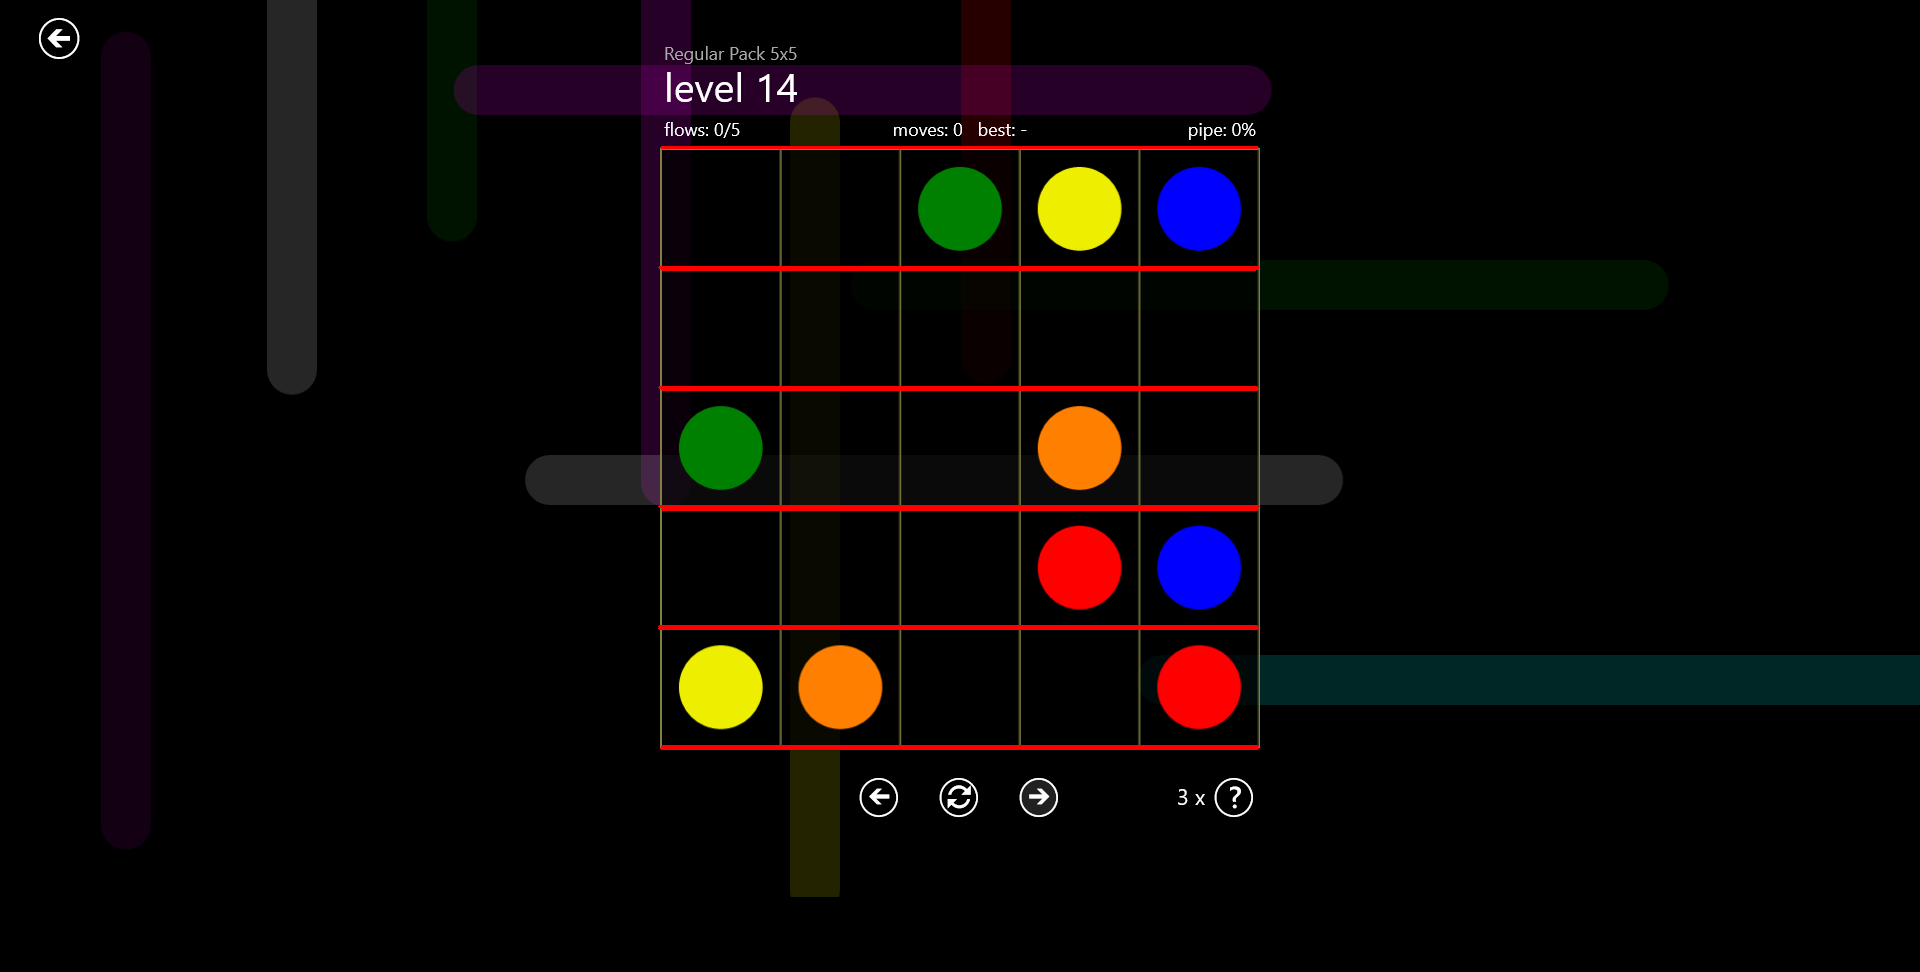 Regular Pack 5x5
level 14
flows: 0/5 moves: 0 best: - pipe: 0%
3 x ?